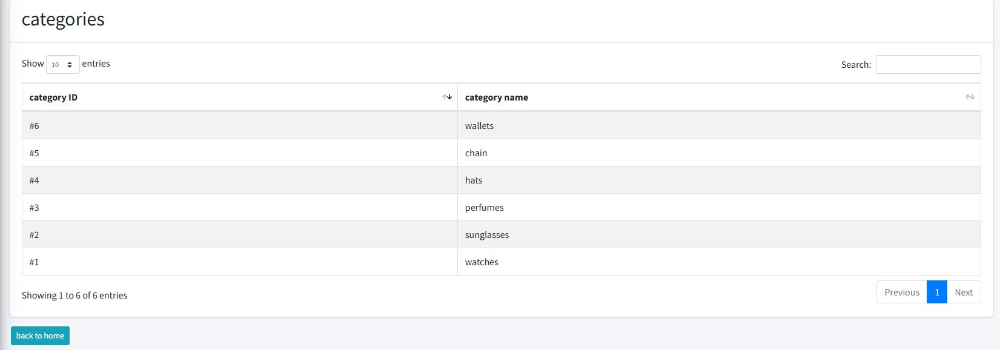 categories
Show 10 entries
Search:
category ID category name
#6 wallets
#5 chain
#4 hats
#3 perfumes
#2 sunglasses
#1 watches
Showing 1 to 6 of 6 entries
Previous 1 Next
back to home